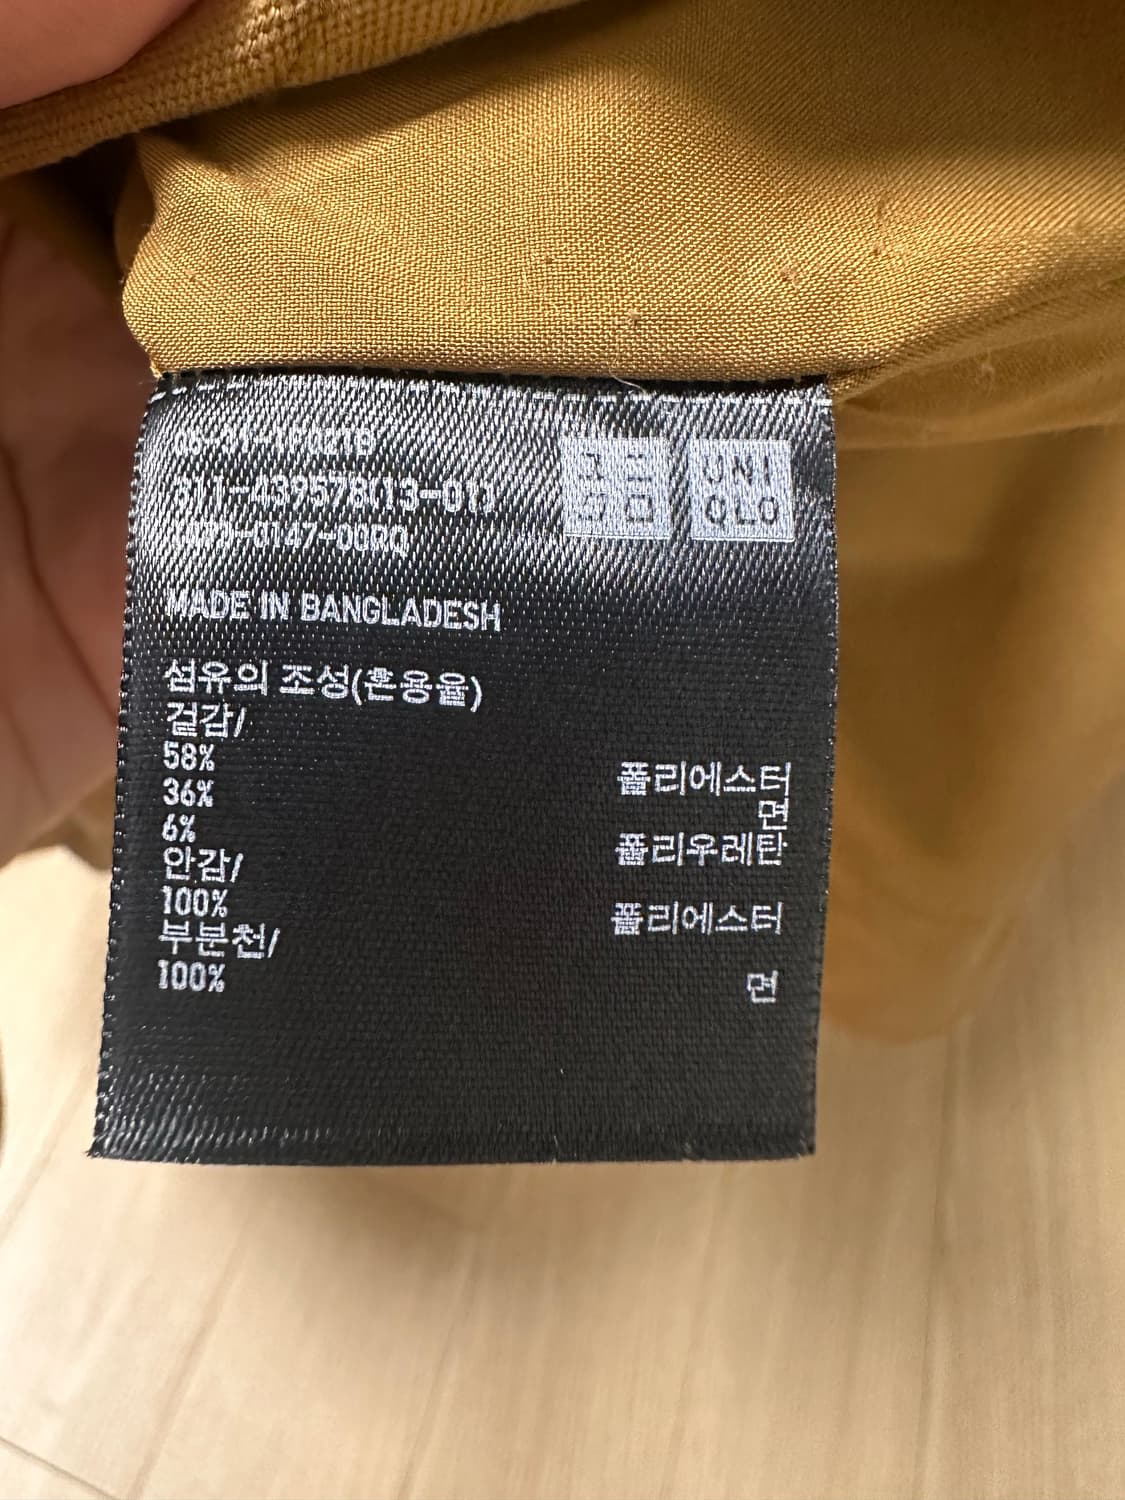 311-439578(13-01)
UNI
QLO
MADE IN BANGLADESH
섬유의 조성(혼용율)
겉감/
58% 폴리에스터
36% 면
6% 폴리우레탄
안감/
100% 폴리에스터
부분천/
100% 면